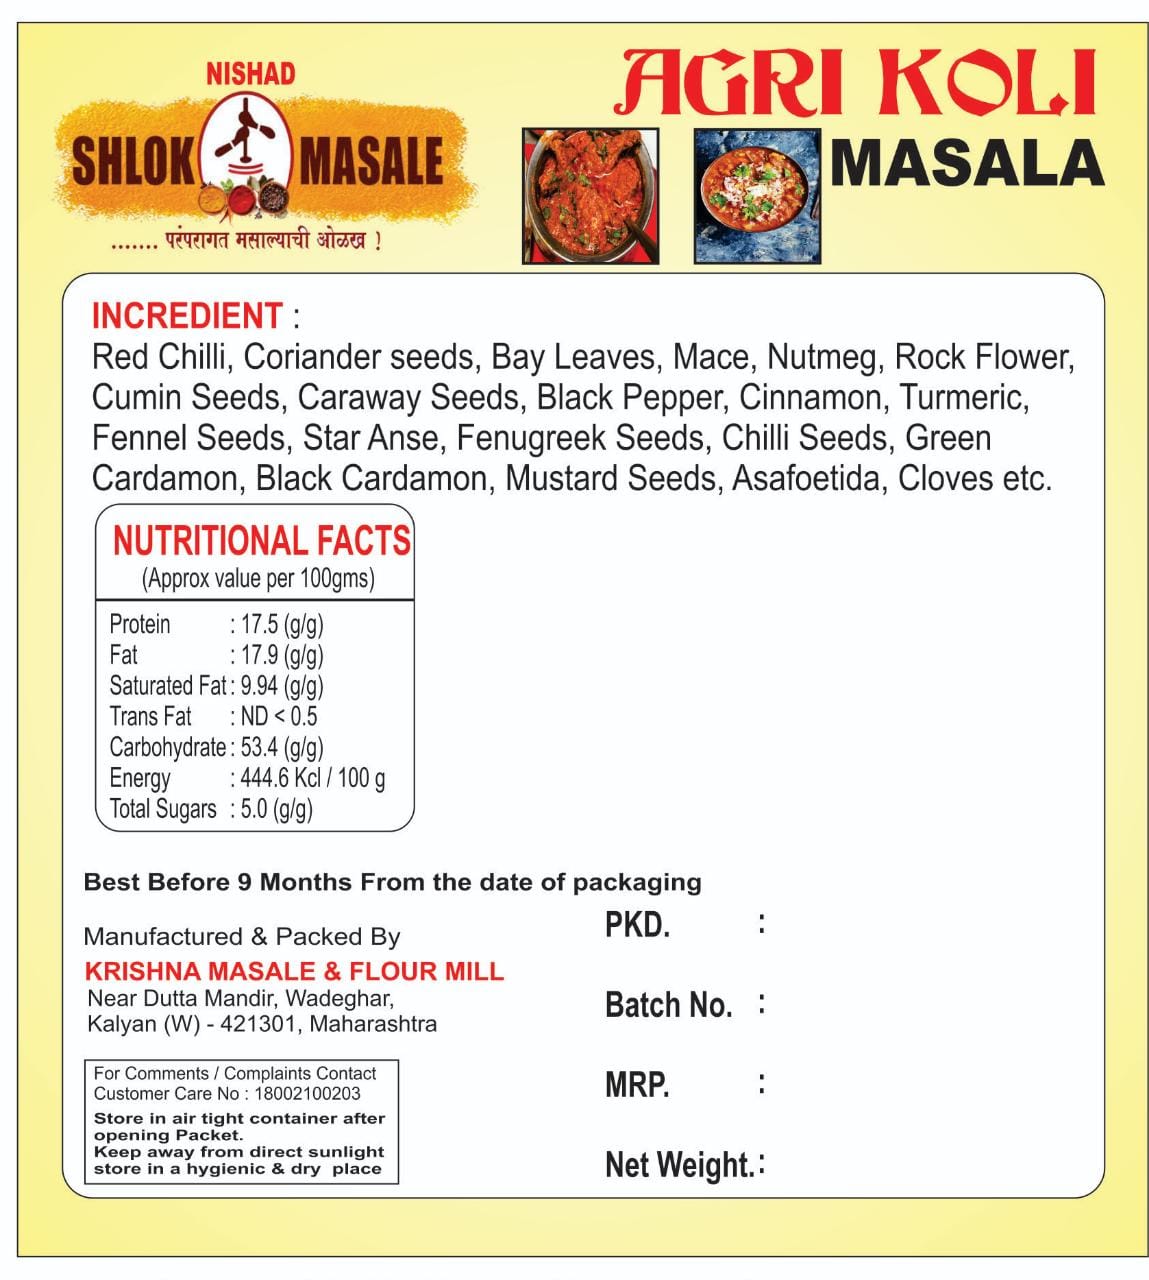 NISHAD
SHLOK MASALE
....... परंपरागत मसाल्याची ओळख !
AGRI KOLI
MASALA
INCREDIENT :
Red Chilli, Coriander seeds, Bay Leaves, Mace, Nutmeg, Rock Flower,
Cumin Seeds, Caraway Seeds, Black Pepper, Cinnamon, Turmeric,
Fennel Seeds, Star Anse, Fenugreek Seeds, Chilli Seeds, Green
Cardamon, Black Cardamon, Mustard Seeds, Asafoetida, Cloves etc.
NUTRITIONAL FACTS
(Approx value per 100gms)
Protein : 17.5 (g/g)
Fat : 17.9 (g/g)
Saturated Fat : 9.94 (g/g)
Trans Fat : ND < 0.5
Carbohydrate : 53.4 (g/g)
Energy : 444.6 Kcl / 100 g
Total Sugars : 5.0 (g/g)
Best Before 9 Months From the date of packaging
Manufactured & Packed By
KRISHNA MASALE & FLOUR MILL
Near Dutta Mandir, Wadeghar,
Kalyan (W) - 421301, Maharashtra
For Comments / Complaints Contact
Customer Care No : 18002100203
Store in air tight container after
opening Packet.
Keep away from direct sunlight
store in a hygienic & dry place
PKD. :
Batch No. :
MRP. :
Net Weight. :